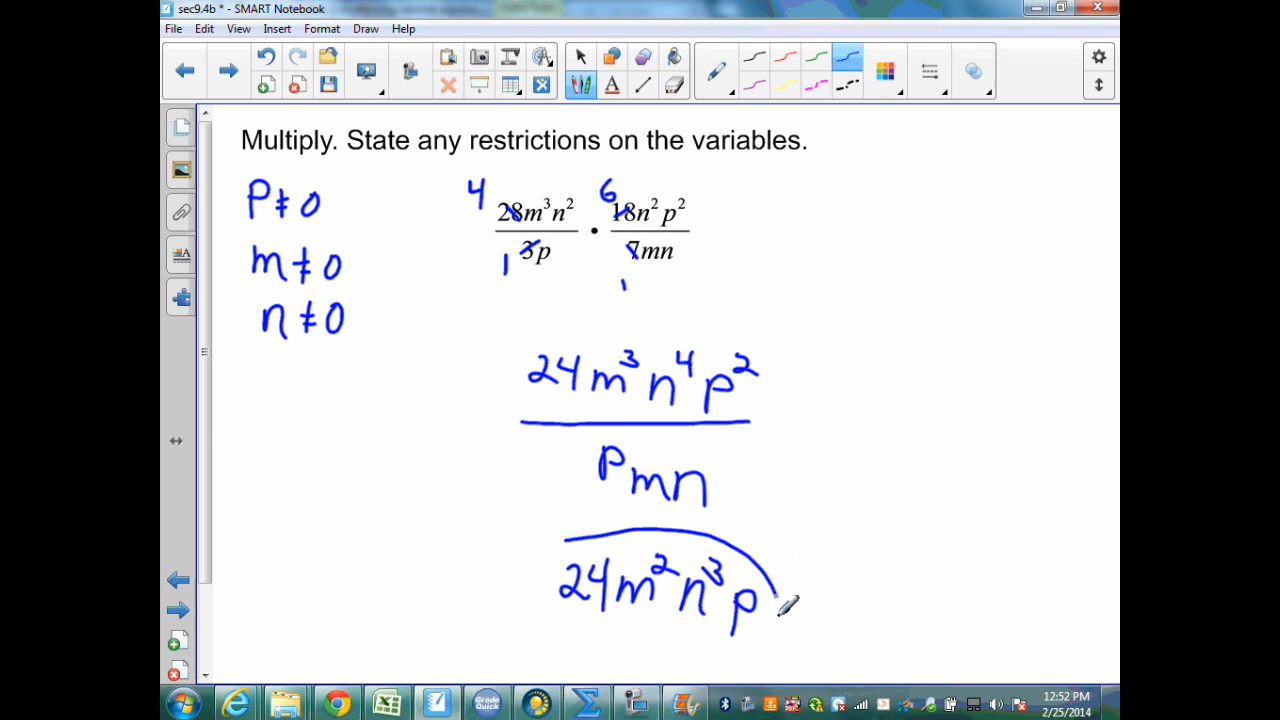 sec9.4b * - SMART Notebook
File Edit View Insert Format Draw Help
Multiply. State any restrictions on the variables.
p ≠ 0
m ≠ 0
n ≠ 0
4 6
28m³n² • 18n²p²
3p 7mn
1 1
24m³n⁴p²
pmn
24m²n³p
Grade Quick
12:52 PM
2/25/2014